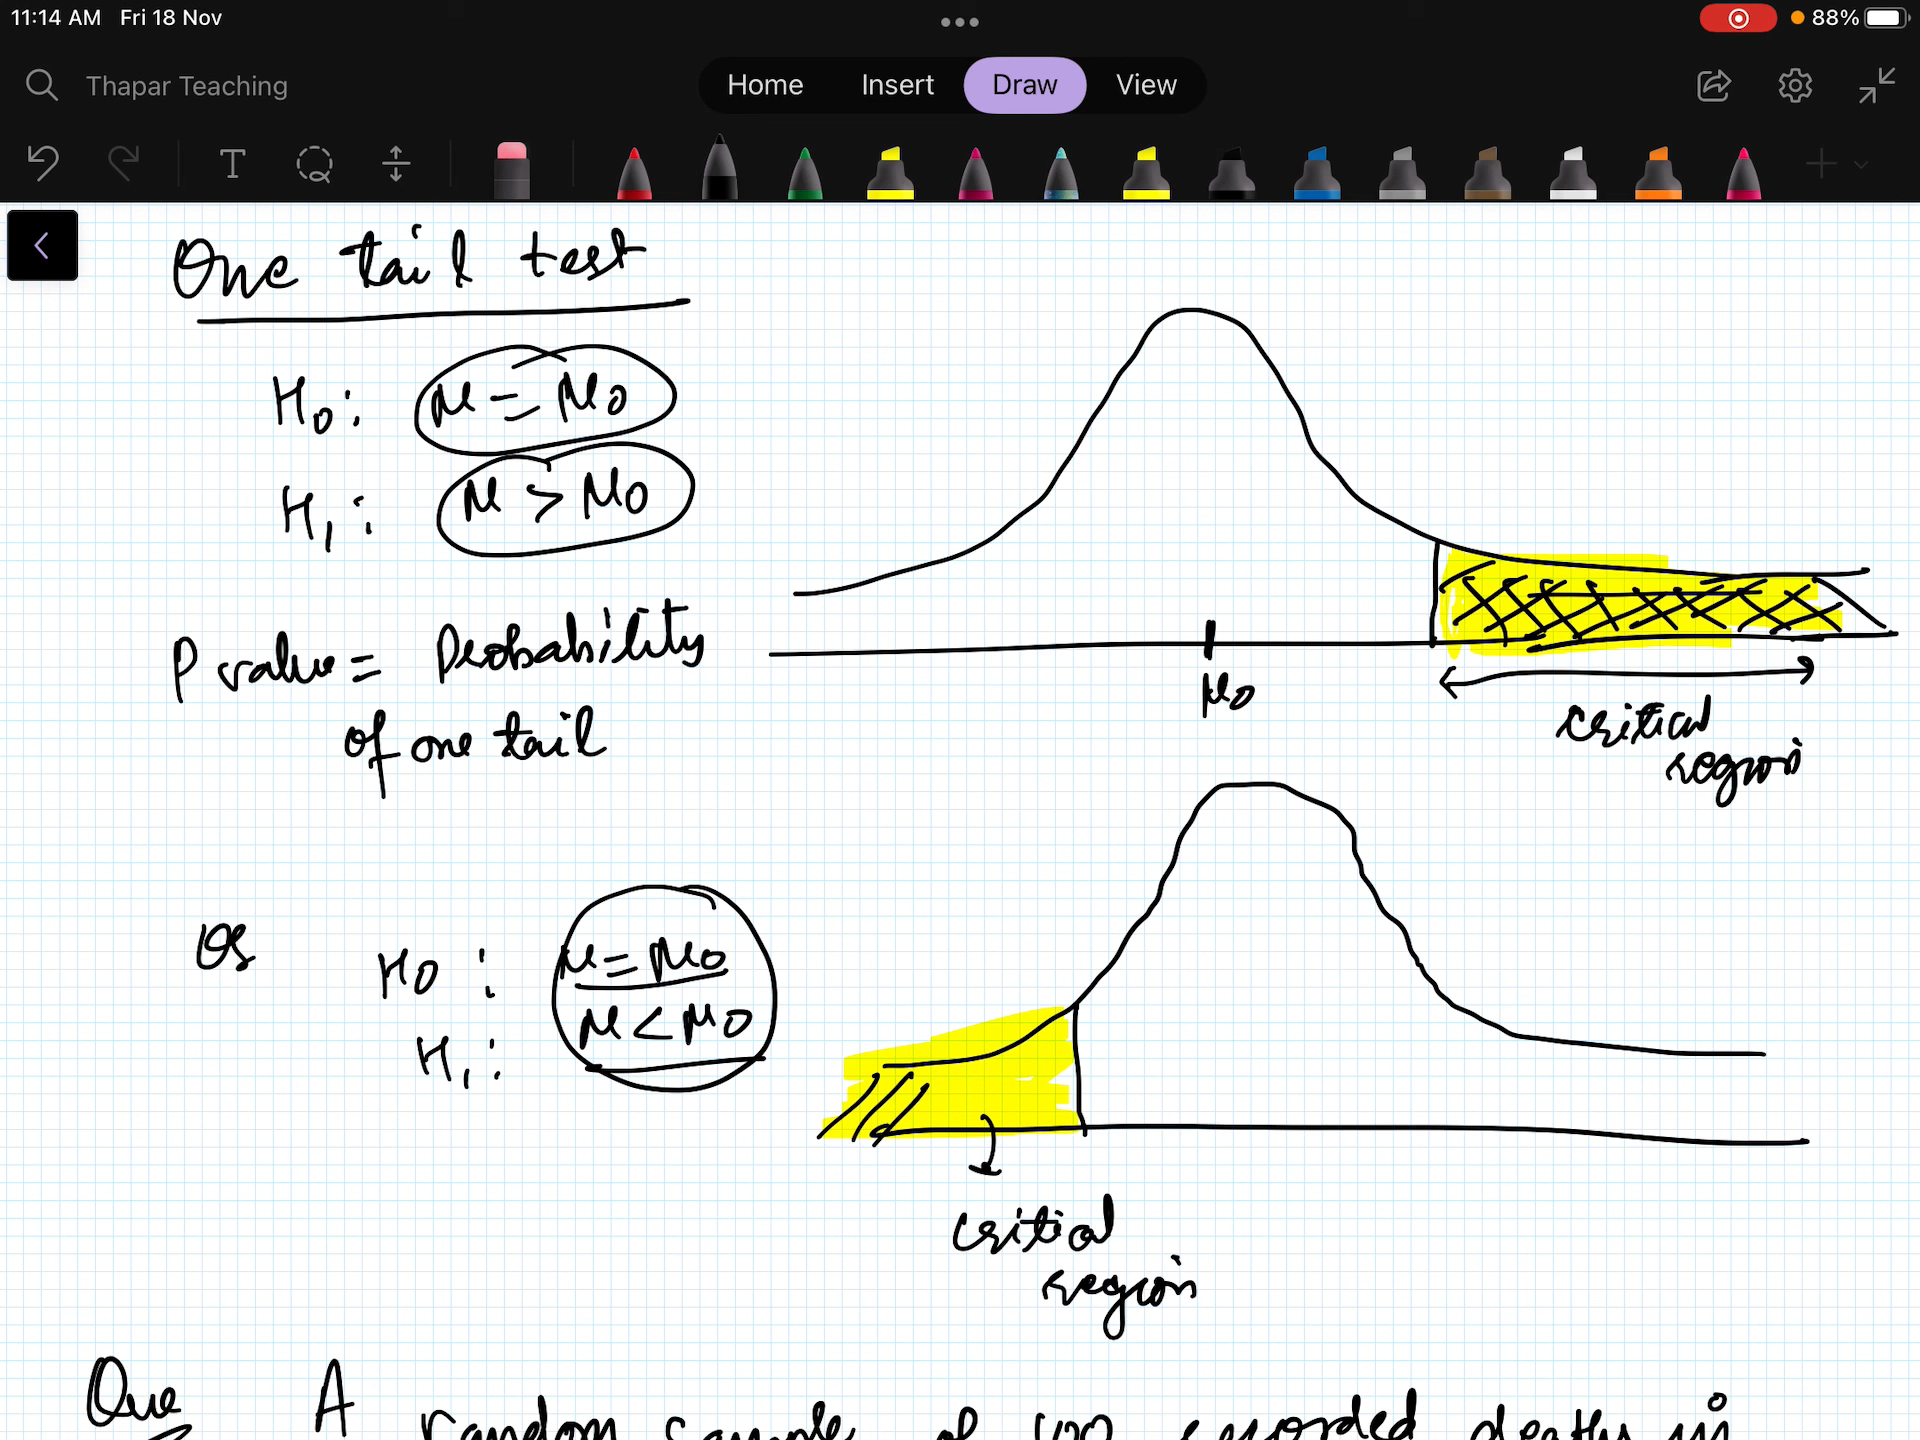 11:14 AM Fri 18 Nov
88%
Thapar Teaching
Home Insert Draw View
T
One tail test
H0: μ = μ0
H1: μ > μ0
P value = Probability
of one tail
μ0
critical
region
Or
H0 : μ = μ0
H1: μ < μ0
critical
region
Que A
random sample of recorded deaths in